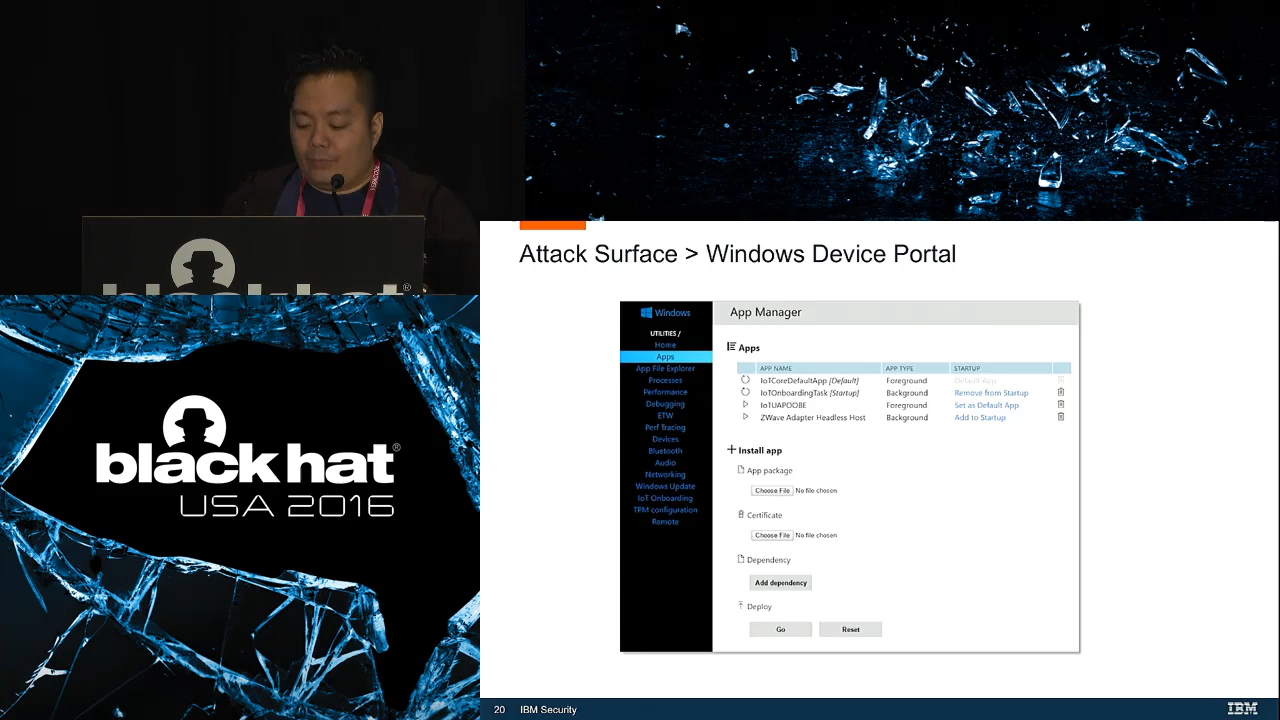 black hat®
black hat®
USA 2016
Attack Surface > Windows Device Portal
Windows
UTILITIES /
Home
Apps
App File Explorer
Processes
Performance
Debugging
ETW
Perf Tracing
Devices
Bluetooth
Audio
Networking
Windows Update
IoT Onboarding
TPM configuration
Remote
App Manager
Apps
APP NAME APP TYPE STARTUP
IoTCoreDefaultApp [Default] Foreground Default App
IoTOnboardingTask [Startup] Background Remove from Startup
IoTUAPOOBE Foreground Set as Default App
ZWave Adapter Headless Host Background Add to Startup
Install app
App package
Choose File No file chosen
Certificate
Choose File No file chosen
Dependency
Add dependency
Deploy
Go Reset
20 IBM Security
IBM